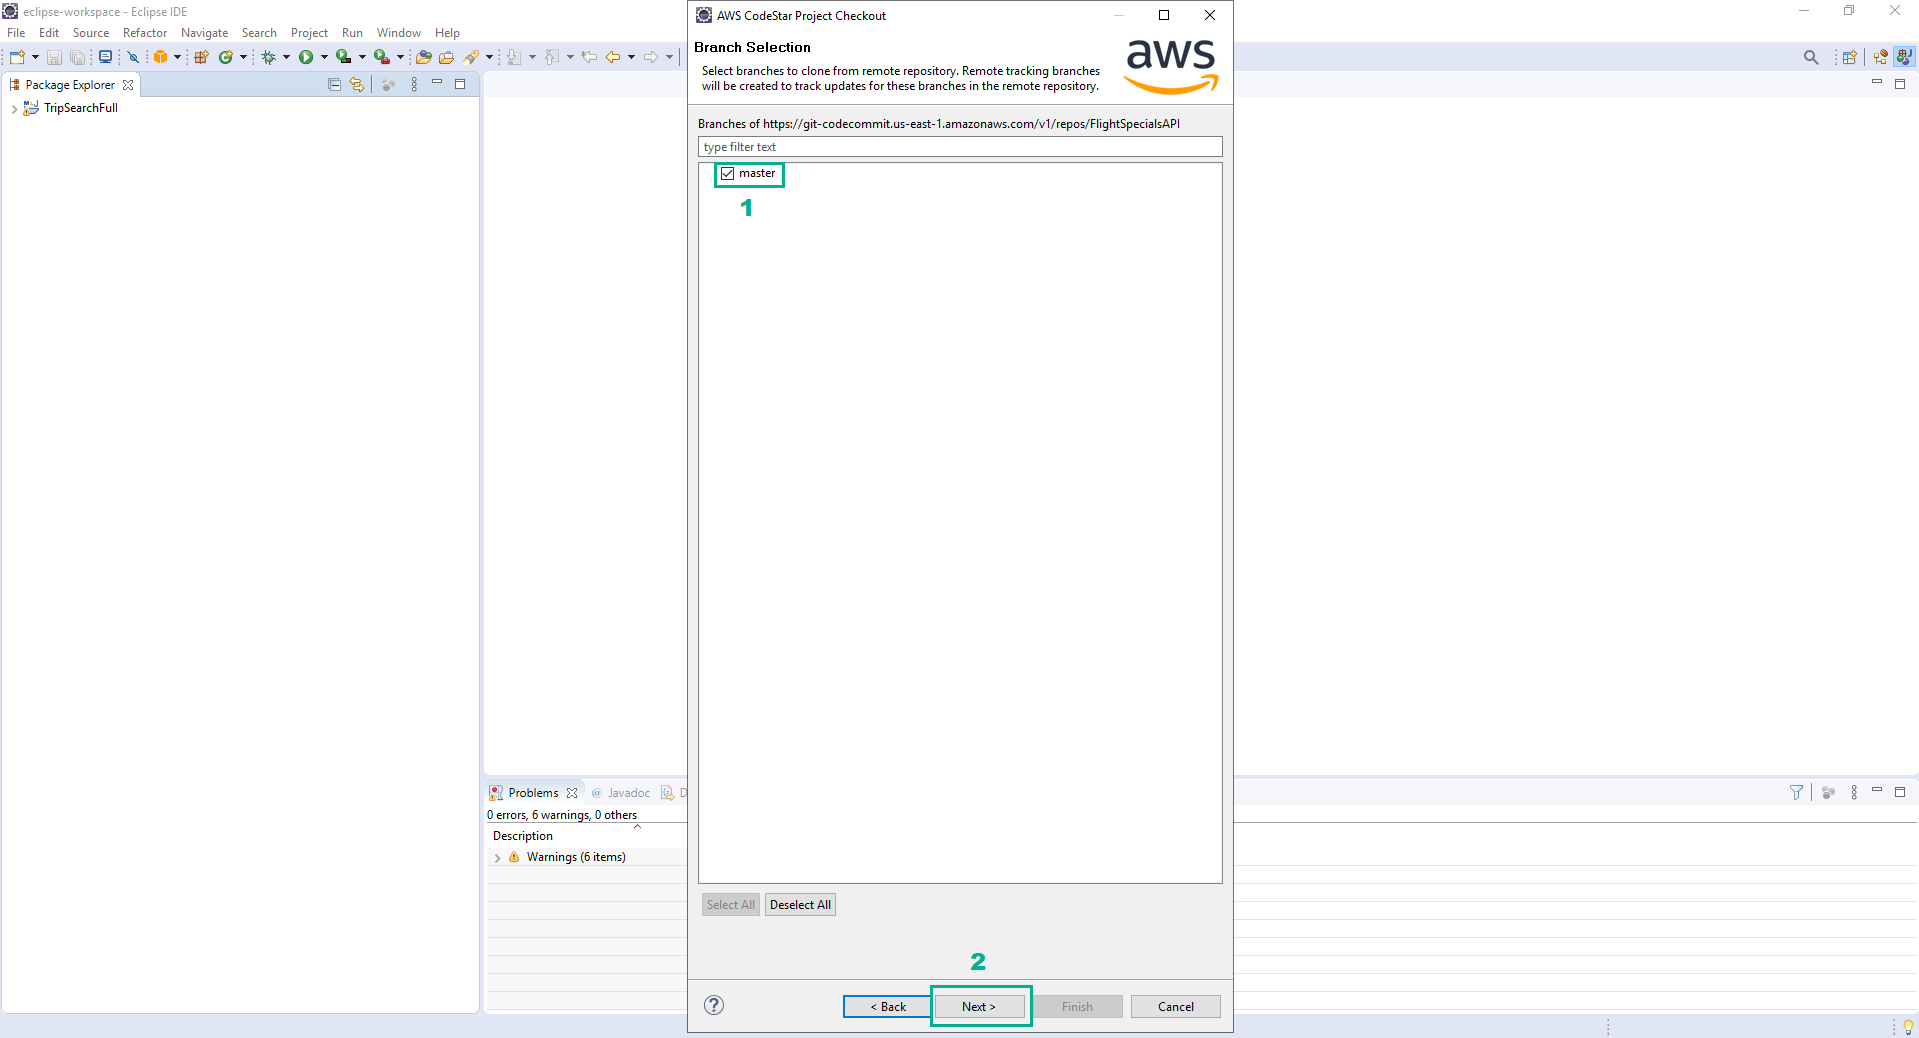 eclipse-workspace - Eclipse IDE
File Edit Source Refactor Navigate Search Project Run Window Help
Package Explorer
TripSearchFull
AWS CodeStar Project Checkout
Branch Selection
Select branches to clone from remote repository. Remote tracking branches
will be created to track updates for these branches in the remote repository.
aws
Branches of https://git-codecommit.us-east-1.amazonaws.com/v1/repos/FlightSpecialsAPI
type filter text
master
1
Select All Deselect All
2
< Back Next > Finish Cancel
Problems @ Javadoc D
0 errors, 6 warnings, 0 others
Description
Warnings (6 items)